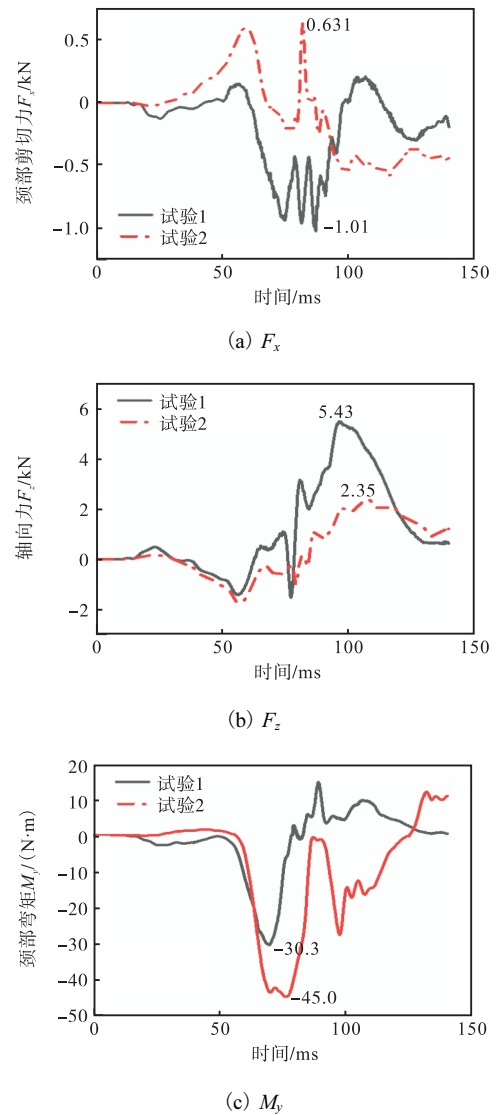 0.5
0
−0.5
−1.0
颈部剪切力Fx/kN
0.631
−1.01
试验1
试验2
0 50 100 150
时间/ms
(a) Fx
6
4
2
0
−2
轴向力Fz/kN
试验1
试验2
5.43
2.35
0 50 100 150
时间/ms
(b) Fz
20
10
0
−10
−20
−30
−40
−50
颈部弯矩My/(N·m)
试验1
试验2
−30.3
−45.0
0 50 100 150
时间/ms
(c) My